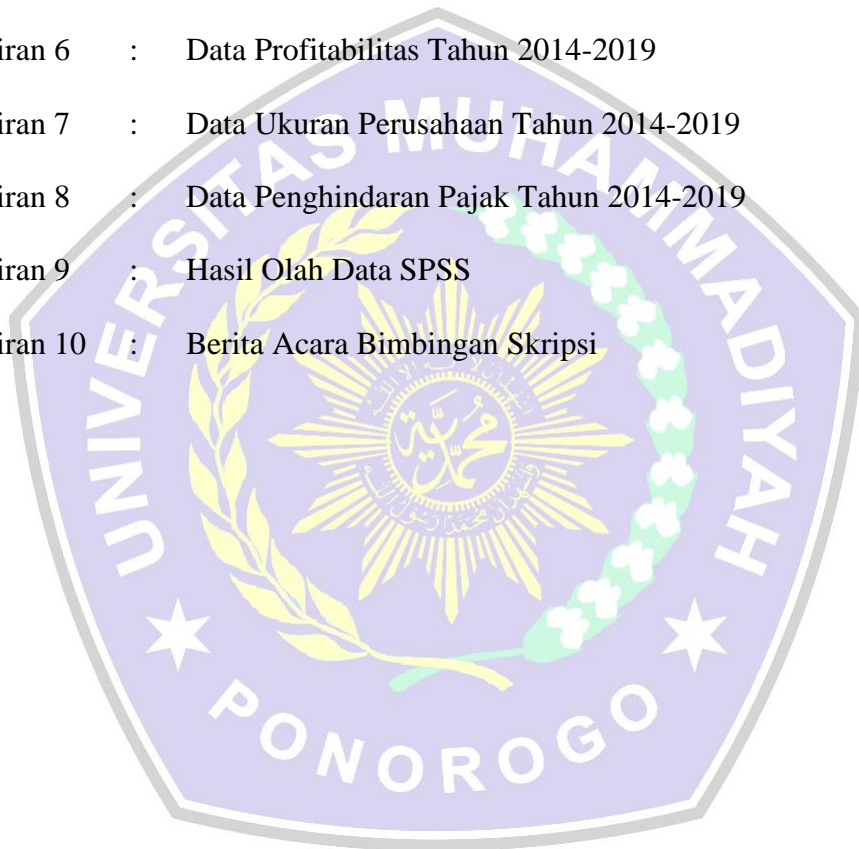 iran 6 : Data Profitabilitas Tahun 2014-2019
iran 7 : Data Ukuran Perusahaan Tahun 2014-2019
iran 8 : Data Penghindaran Pajak Tahun 2014-2019
iran 9 : Hasil Olah Data SPSS
iran 10 : Berita Acara Bimbingan Skripsi
UNIVERSITAS MUHAMMADIYAH
محمدية
PONOROGO